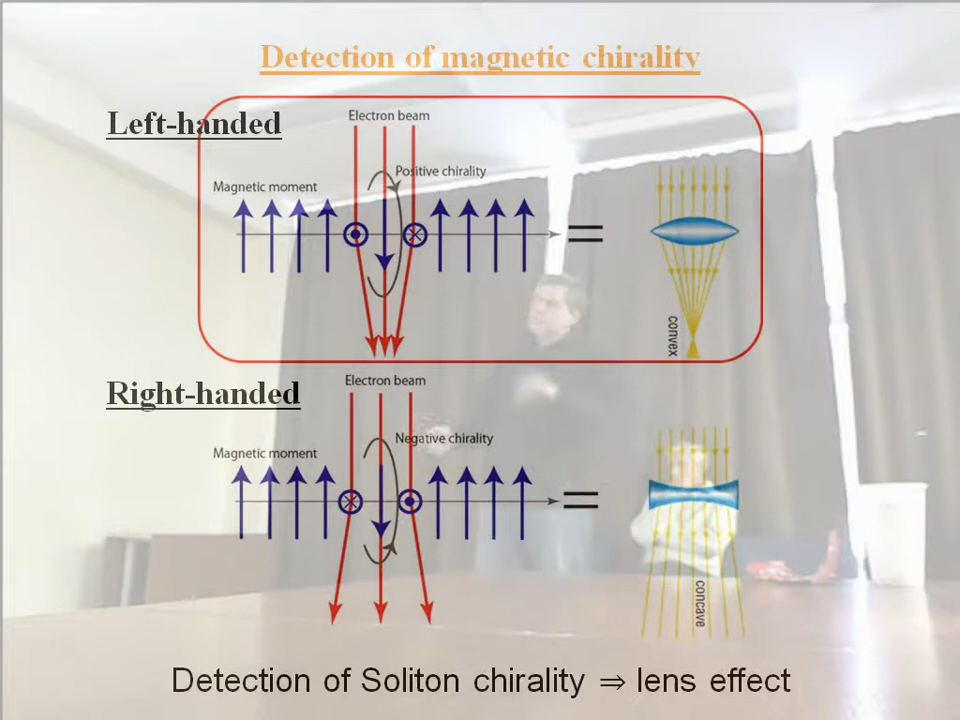 Detection of magnetic chirality
Left-handed
Electron beam
Positive chirality
Magnetic moment
=
convex
Right-handed
Electron beam
Negative chirality
Magnetic moment
=
concave
Detection of Soliton chirality ⇒ lens effect